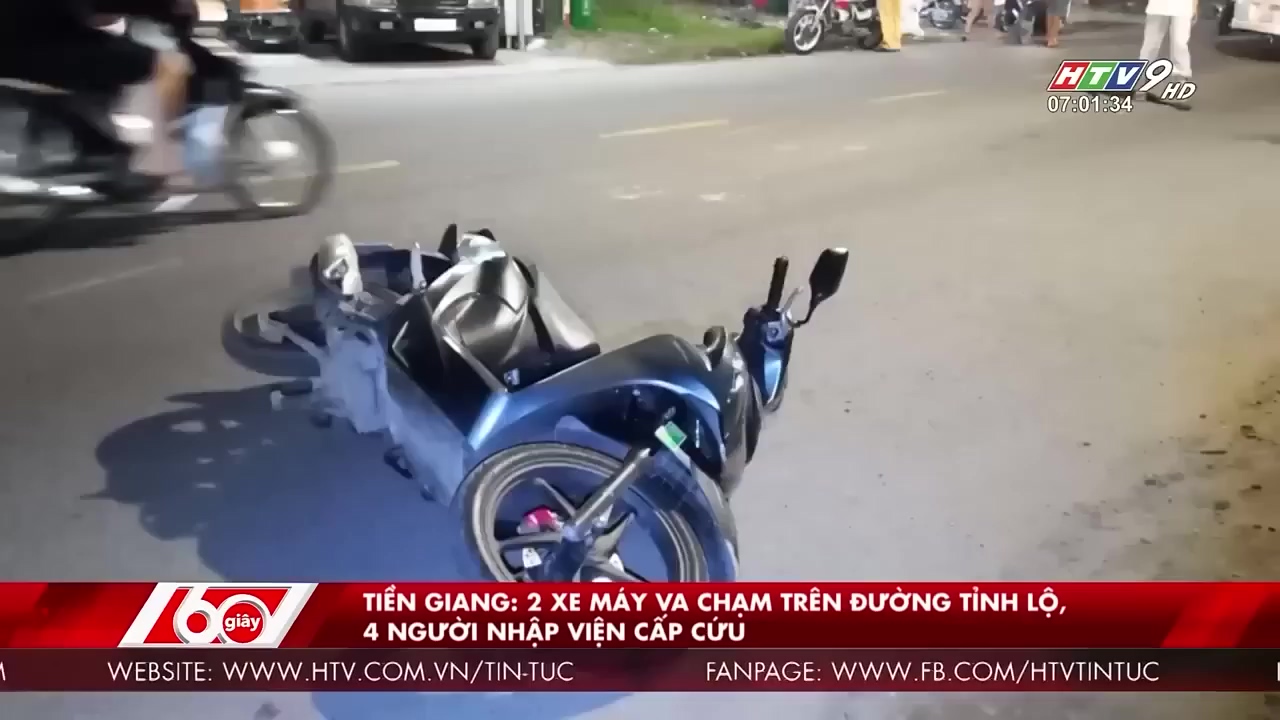 HTV9 HD
07:01:34
60 giây
TIỀN GIANG: 2 XE MÁY VA CHẠM TRÊN ĐƯỜNG TỈNH LỘ,
4 NGƯỜI NHẬP VIỆN CẤP CỨU
M WEBSITE: WWW.HTV.COM.VN/TIN-TUC FANPAGE: WWW.FB.COM/HTVTINTUC